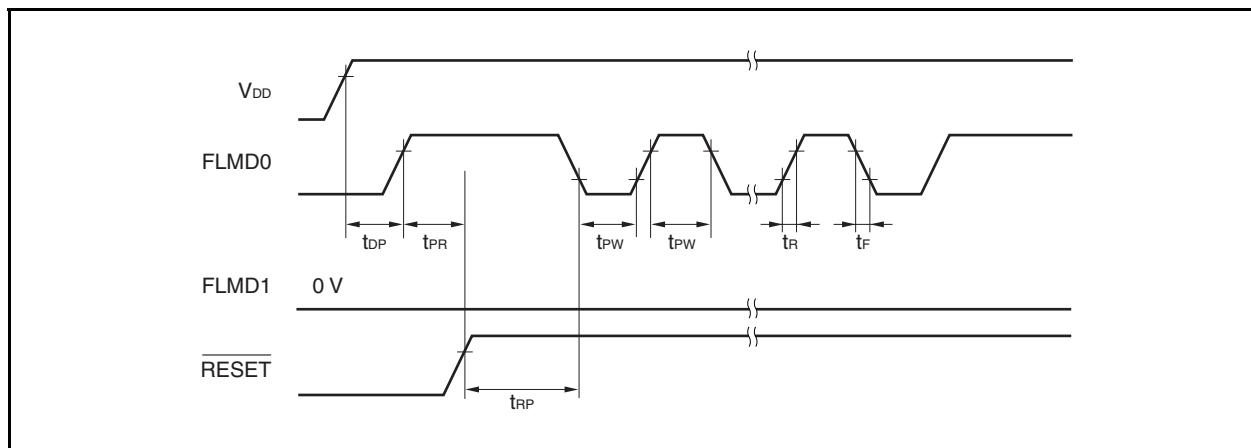 VDD
FLMD0
tDP
tPR
tPW
tPW
tR
tF
FLMD1
0 V
RESET
tRP